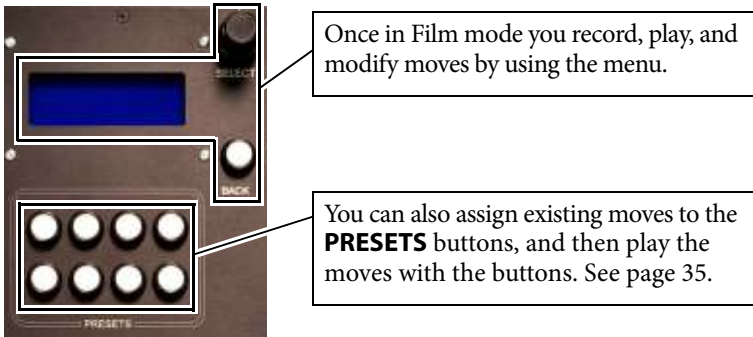 SELECT
BACK
PRESETS
Once in Film mode you record, play, and
modify moves by using the menu.
You can also assign existing moves to the
PRESETS buttons, and then play the
moves with the buttons. See page 35.